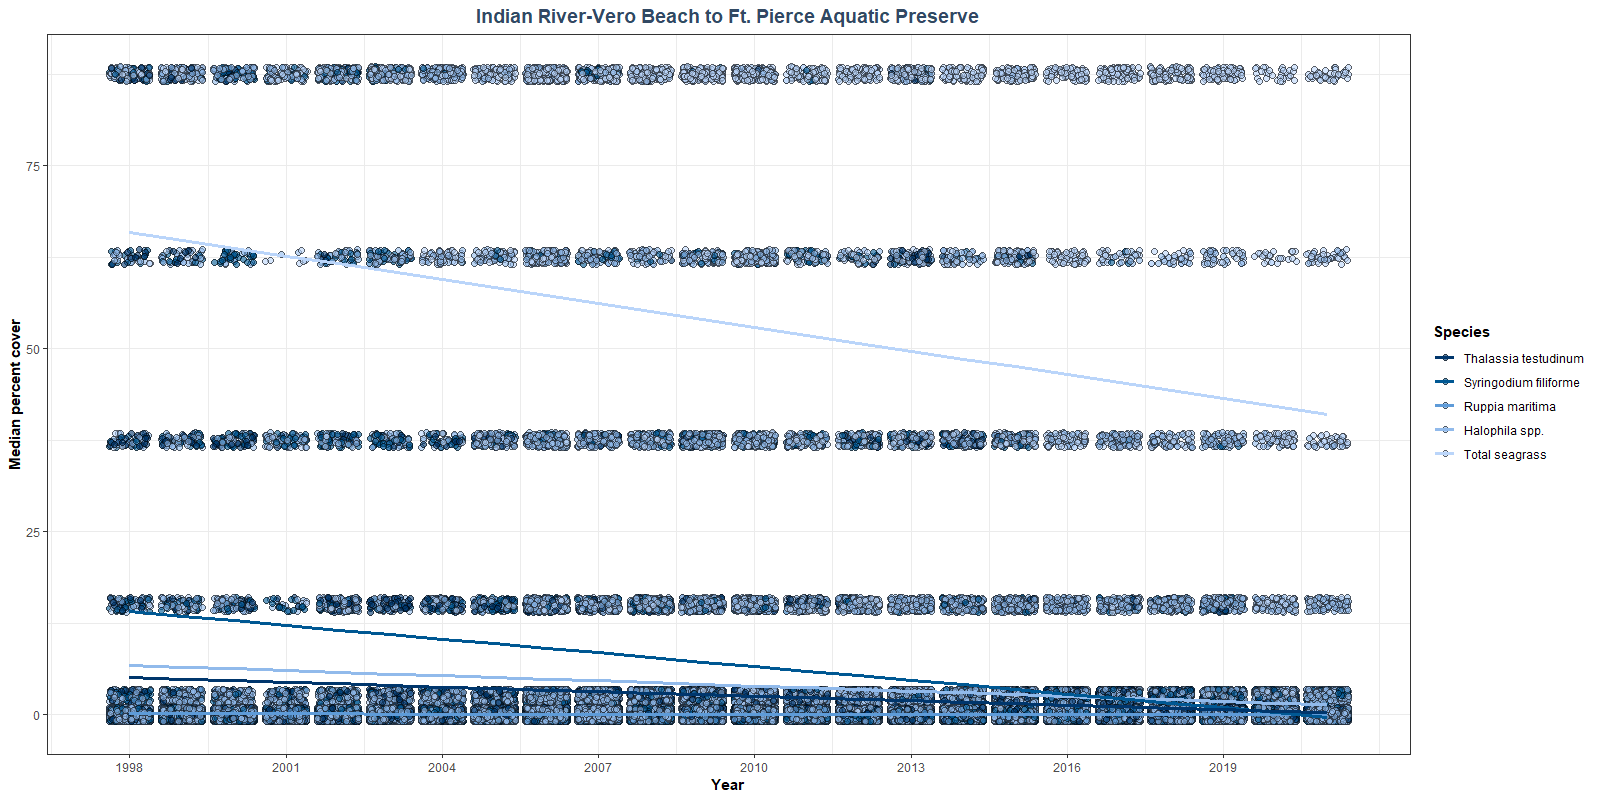 Indian River-Vero Beach to Ft. Pierce Aquatic Preserve
Median percent cover
75
50
25
0
1998 2001 2004 2007 2010 2013 2016 2019
Year
Species
Thalassia testudinum
Syringodium filiforme
Ruppia maritima
Halophila spp.
Total seagrass